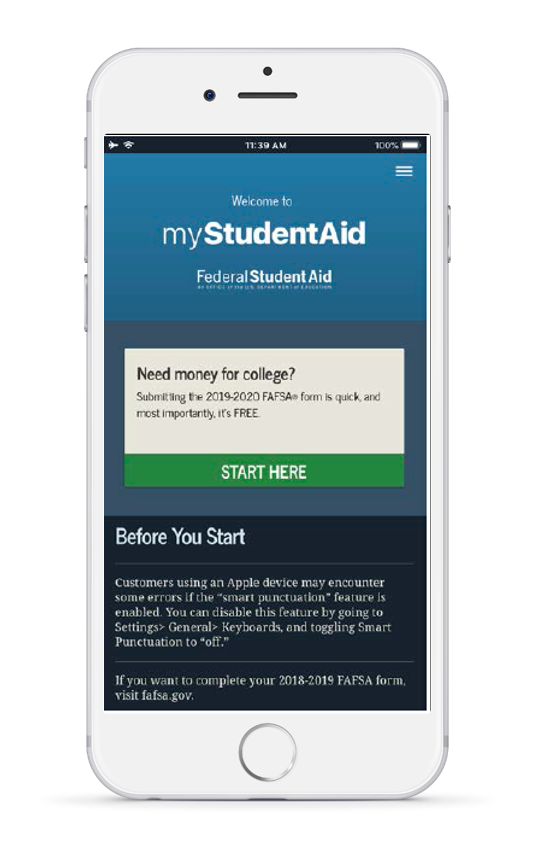 11:39 AM 100%
Welcome to
myStudentAid
Federal Student Aid
An OFFICE of the U.S. DEPARTMENT of EDUCATION
Need money for college?
Submitting the 2019-2020 FAFSA® form is quick, and
most importantly, it's FREE.
START HERE
Before You Start
Customers using an Apple device may encounter
some errors if the "smart punctuation" feature is
enabled. You can disable this feature by going to
Settings> General> Keyboards, and toggling Smart
Punctuation to "off."
If you want to complete your 2018-2019 FAFSA form,
visit fafsa.gov.